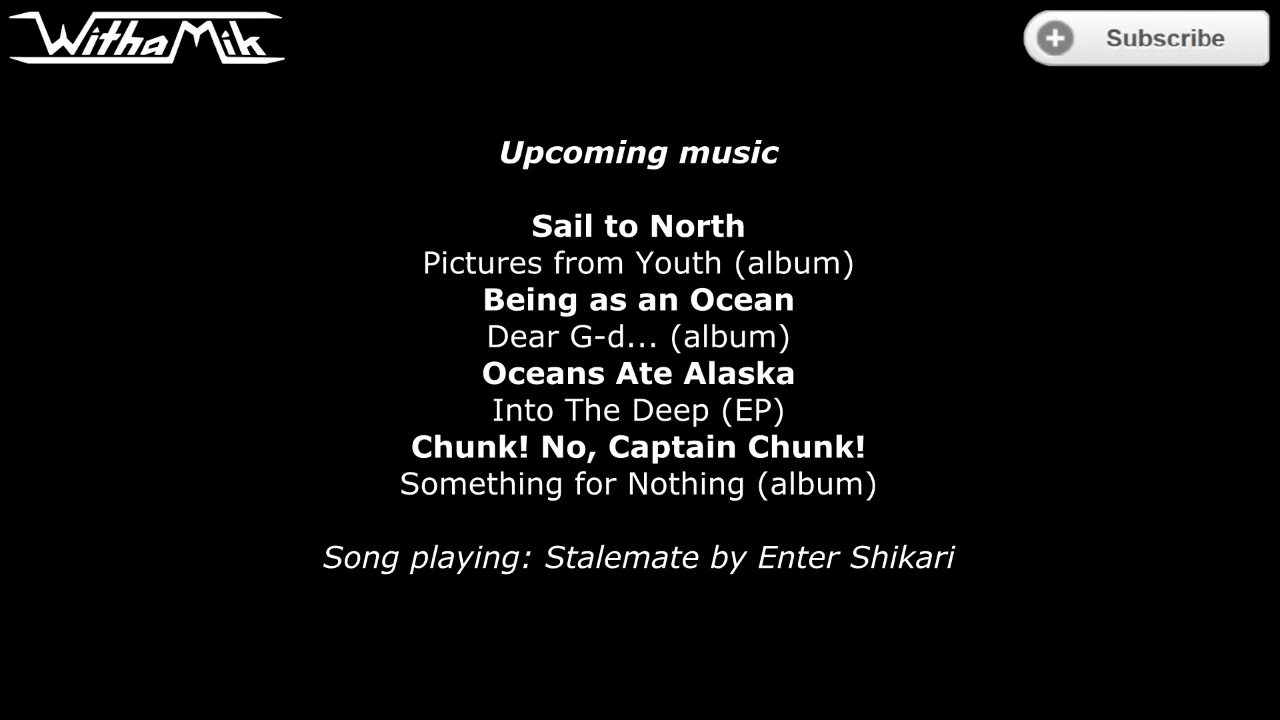 WithaMik
Subscribe
Upcoming music
Sail to North
Pictures from Youth (album)
Being as an Ocean
Dear G-d... (album)
Oceans Ate Alaska
Into The Deep (EP)
Chunk! No, Captain Chunk!
Something for Nothing (album)
Song playing: Stalemate by Enter Shikari